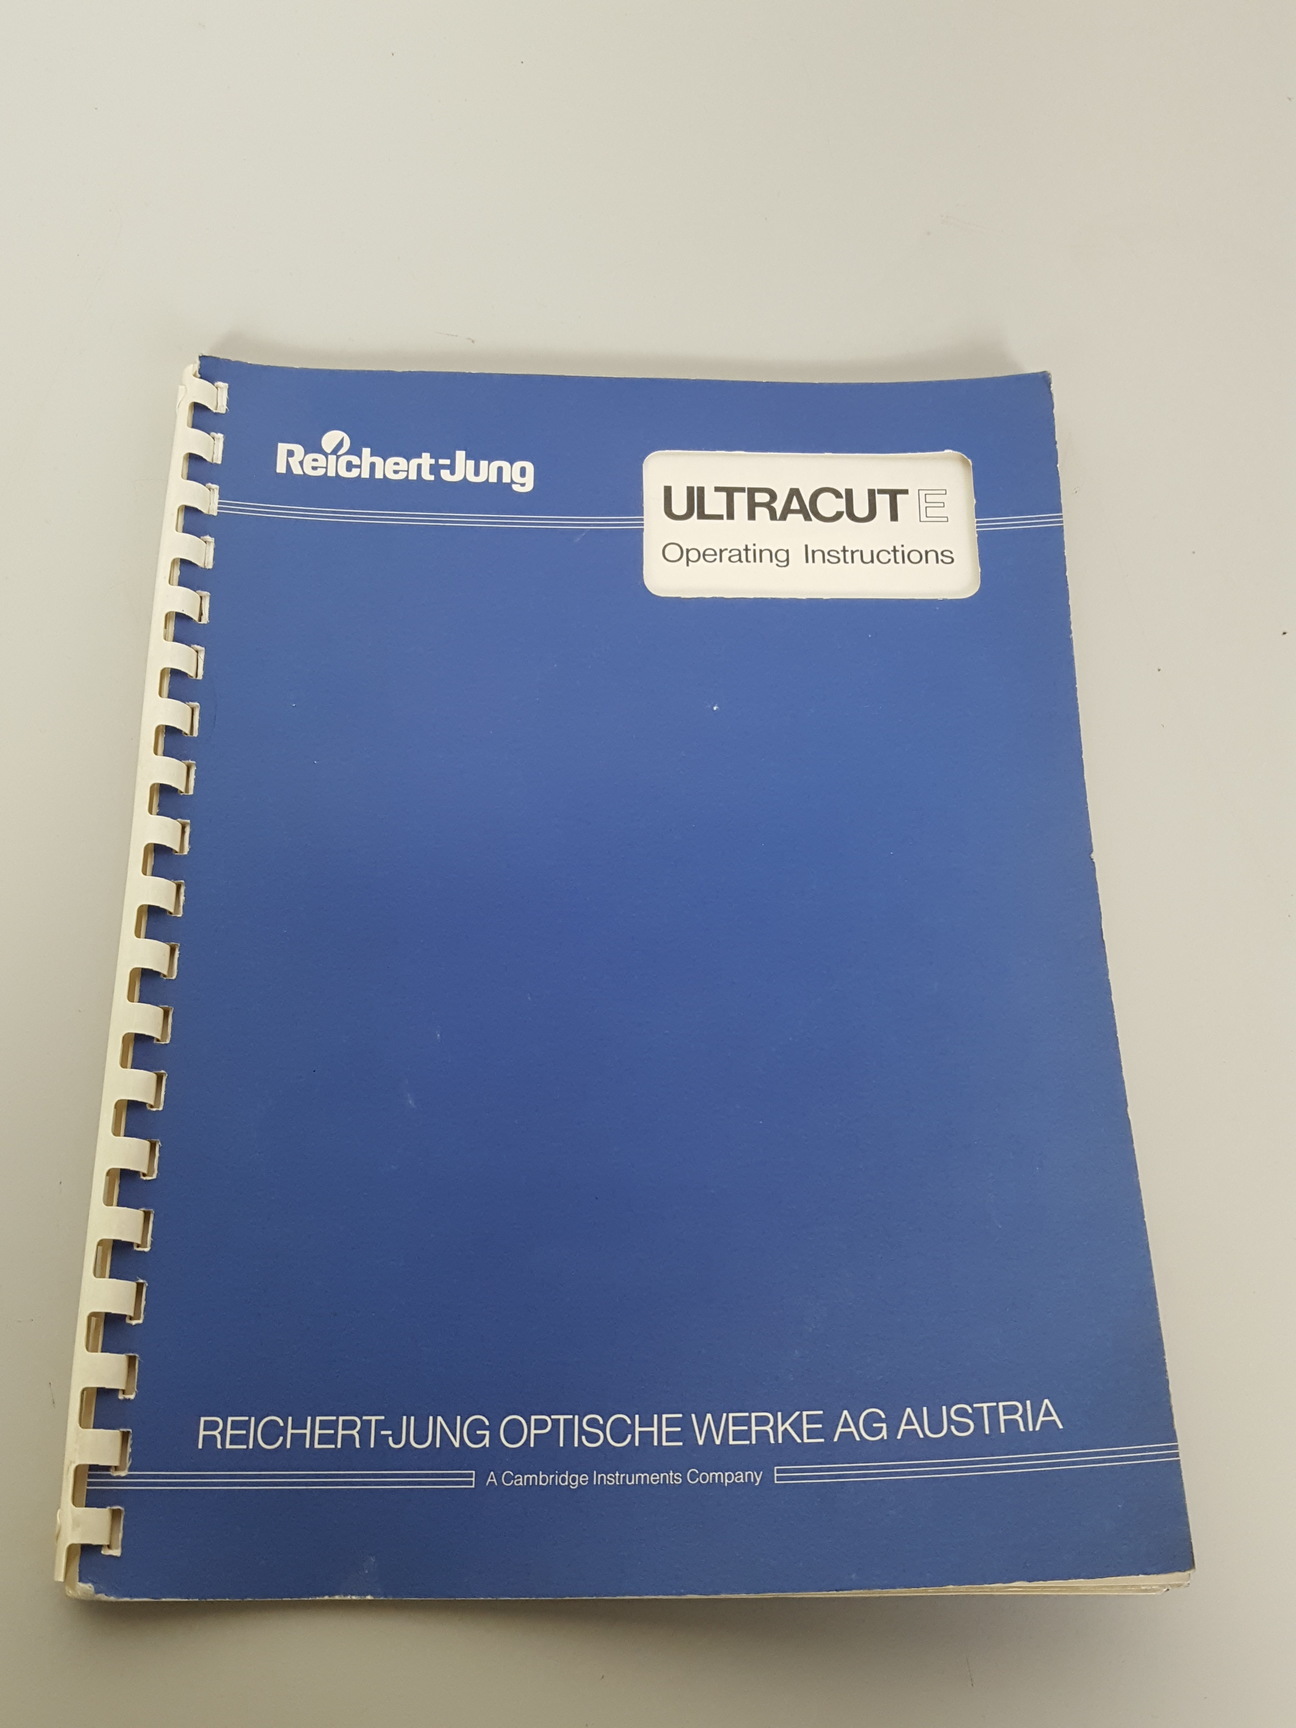 Reichert-Jung
ULTRACUT E
Operating Instructions
REICHERT-JUNG OPTISCHE WERKE AG AUSTRIA
A Cambridge Instruments Company